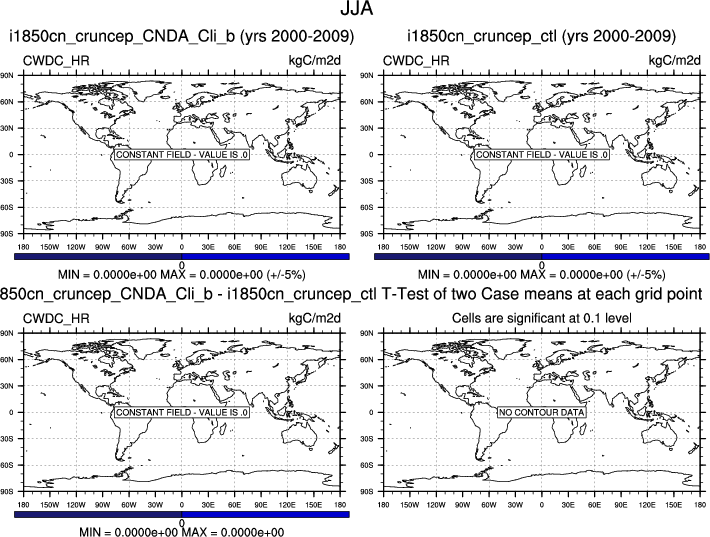 JJA
i1850cn_cruncep_CNDA_Cli_b (yrs 2000-2009)
CWDC_HR kgC/m2d
90N
60N
30N
0
30S
60S
90S
CONSTANT FIELD - VALUE IS .0
180 150W 120W 90W 60W 30W 0 30E 60E 90E 120E 150E 180
0
MIN = 0.0000e+00 MAX = 0.0000e+00 (+/-5%)
i1850cn_cruncep_ctl (yrs 2000-2009)
CWDC_HR kgC/m2d
90N
60N
30N
0
30S
60S
90S
CONSTANT FIELD - VALUE IS .0
180 150W 120W 90W 60W 30W 0 30E 60E 90E 120E 150E 180
0
MIN = 0.0000e+00 MAX = 0.0000e+00 (+/-5%)
850cn_cruncep_CNDA_Cli_b - i1850cn_cruncep_ctl
CWDC_HR kgC/m2d
90N
60N
30N
0
30S
60S
90S
CONSTANT FIELD - VALUE IS .0
180 150W 120W 90W 60W 30W 0 30E 60E 90E 120E 150E 180
0
MIN = 0.0000e+00 MAX = 0.0000e+00
T-Test of two Case means at each grid point
Cells are significant at 0.1 level
90N
60N
30N
0
30S
60S
90S
NO CONTOUR DATA
180 150W 120W 90W 60W 30W 0 30E 60E 90E 120E 150E 180